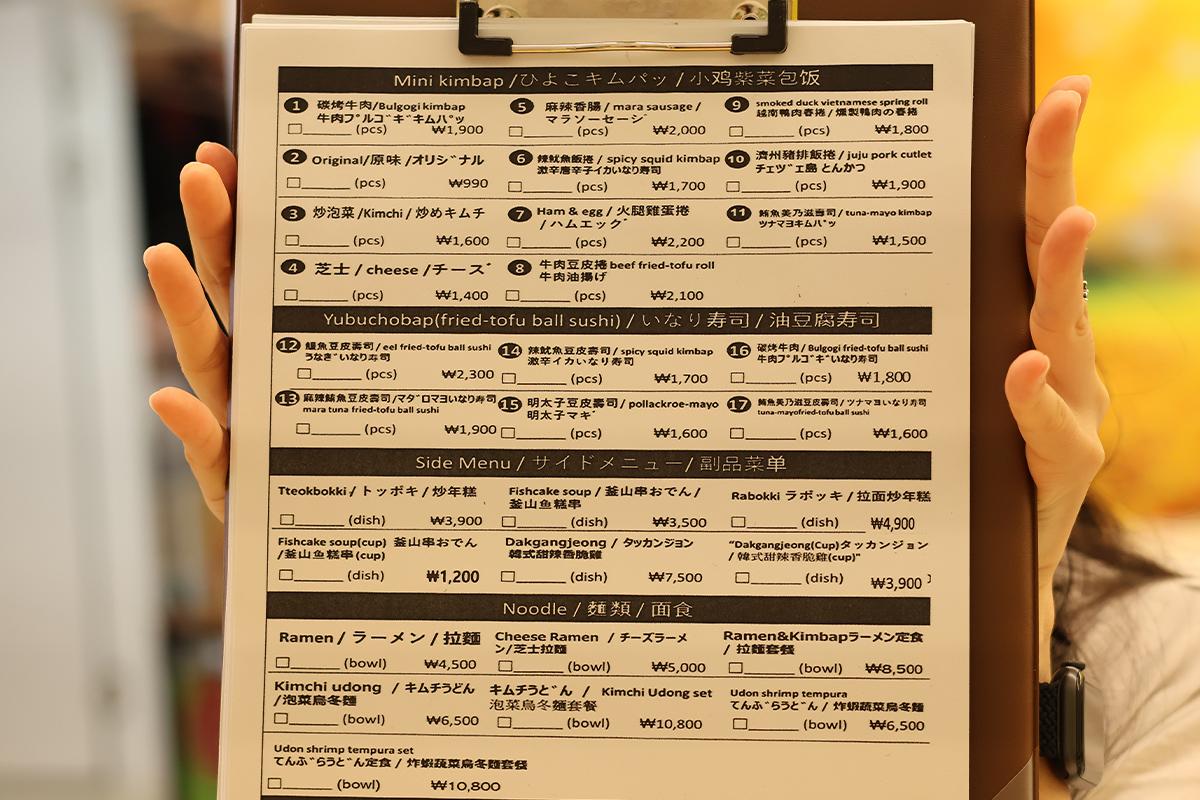 Mini kimbap /ひよこキムパッ / 小鸡紫菜包饭
1 碳烤牛肉/Bulgogi kimbap
牛肉プルコ゛キ゛キムハ゜ッ
(pcs) ₩1,900
5 麻辣香腸 / mara sausage /
マラソーセーシ゛
(pcs) ₩2,000
9 smoked duck vietnamese spring roll
越南鴨肉春捲 / 燻製鴨肉の春捲
(pcs) ₩1,800
2 Original/原味 /オリシ゛ナル
(pcs) ₩990
6 辣魷魚飯捲 / spicy squid kimbap
激辛唐辛子イカいなり寿司
(pcs) ₩1,700
10 濟州豬排飯捲 / juju pork cutlet
チェツ゛ェ島 とんかつ
(pcs) ₩1,900
3 炒泡菜 /Kimchi / 炒めキムチ
(pcs) ₩1,600
7 Ham & egg / 火腿雞蛋捲
/ ハムエック゛
(pcs) ₩2,200
11 鮪魚美乃滋壽司 / tuna-mayo kimbap
ツナマヨキムハ゜ッ
(pcs) ₩1,500
4 芝士 / cheese /チース゛
(pcs) ₩1,400
8 牛肉豆皮捲 beef fried-tofu roll
牛肉油揚げ
(pcs) ₩2,100
Yubuchobap(fried-tofu ball sushi) / いなり寿司 / 油豆腐寿司
12 鰻魚豆皮壽司 / eel fried-tofu ball sushi
うなき゛いなり寿司
(pcs) ₩2,300
14 辣魷魚豆皮壽司 / spicy squid kimbap
激辛イカいなり寿司
(pcs) ₩1,700
16 碳烤牛肉/ Bulgogi fried-tofu ball sushi
牛肉フ゜ルコ゛キ゛いなり寿司
(pcs) ₩1,800
13 麻辣鮪魚豆皮壽司 /マク゛ロマヨいなり寿司
mara tuna fried-tofu ball sushi
(pcs) ₩1,900
15 明太子豆皮壽司 / pollackroe-mayo
明太子マキ゛
(pcs) ₩1,600
17 鮪魚美乃滋豆皮壽司 / ツナマヨいなり寿司
tuna-mayofried-tofu ball sushi
(pcs) ₩1,600
Side Menu / サイドメニュー/ 副品菜单
Tteokbokki / トッポキ / 炒年糕
(dish) ₩3,900
Fishcake soup / 釜山串おでん /
釜山鱼糕串
(dish) ₩3,500
Rabokki ラボッキ / 拉面炒年糕
(dish) ₩4,900
Fishcake soup(cup) 釜山串おでん
/釜山鱼糕串 (cup)
(dish) ₩1,200
Dakgangjeong / タッカンジョン
韓式甜辣香脆雞
(dish) ₩7,500
"Dakgangjeong(Cup)タッカンジョン
/ 韓式甜辣香脆雞(cup)"
(dish) ₩3,900
Noodle / 麵類 / 面食
Ramen / ラーメン / 拉麵
(bowl) ₩4,500
Cheese Ramen / チーズラーメ
ン/芝士拉麵
(bowl) ₩5,000
Ramen&Kimbapラーメン定食
/ 拉麵套餐
(bowl) ₩8,500
Kimchi udong / キムチうどん
/泡菜烏冬麵
(bowl) ₩6,500
キムチうと゛ん / Kimchi Udong set
泡菜烏冬麵套餐
(bowl) ₩10,800
Udon shrimp tempura
てんふ゛らうと゛ん / 炸蝦蔬菜烏冬麵
(bowl) ₩6,500
Udon shrimp tempura set
てんふ゛らうと゛ん定食 / 炸蝦蔬菜烏冬麵套餐
(bowl) ₩10,800